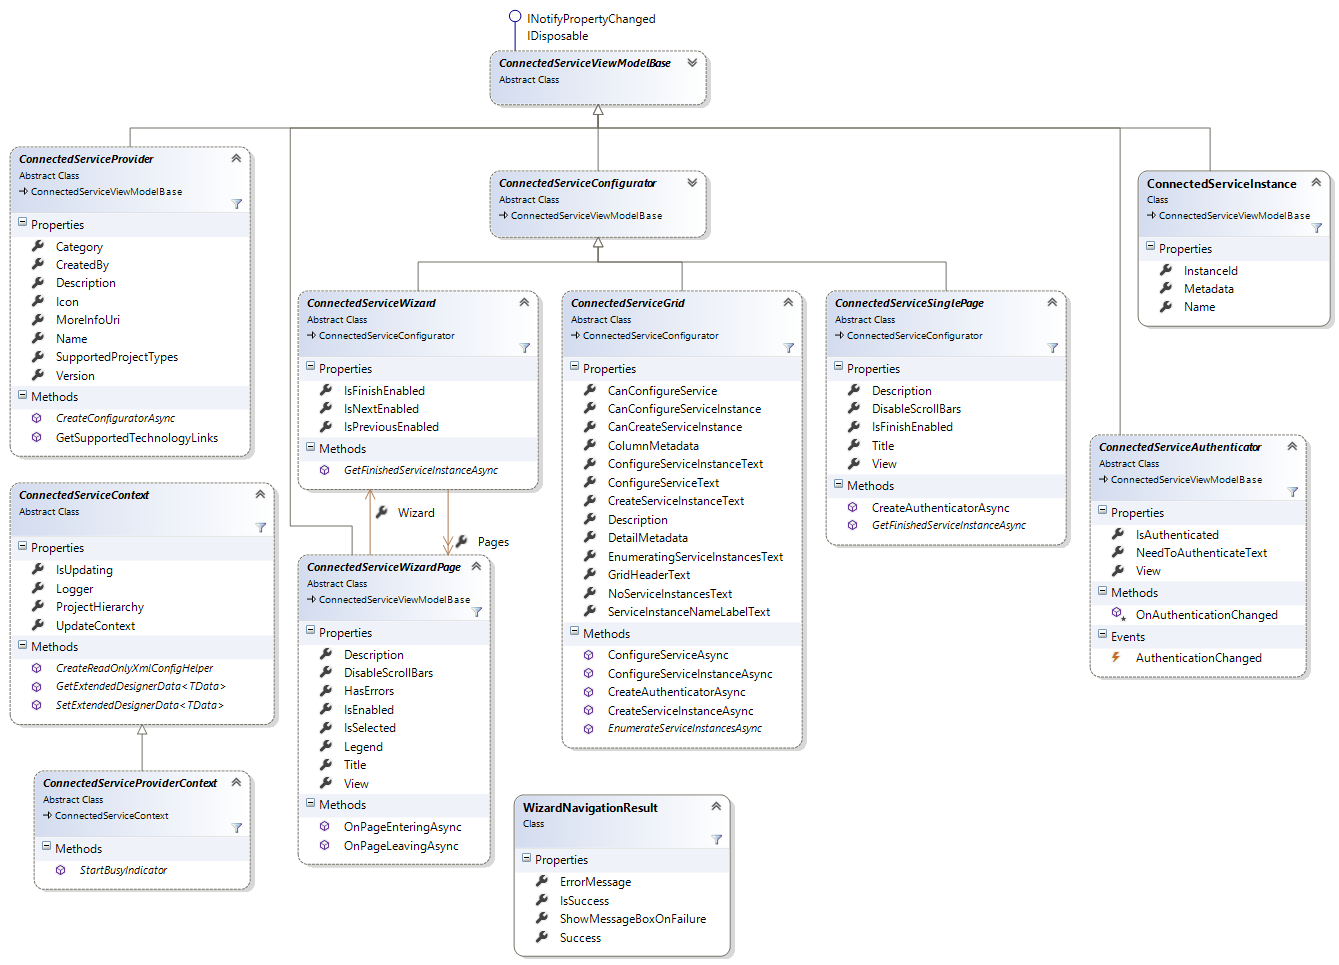 INotifyPropertyChanged
IDisposable
ConnectedServiceViewModelBase
Abstract Class
ConnectedServiceProvider
Abstract Class
ConnectedServiceViewModelBase
Properties
Category
CreatedBy
Description
Icon
MoreInfoUri
Name
SupportedProjectTypes
Version
Methods
CreateConfiguratorAsync
GetSupportedTechnologyLinks
ConnectedServiceConfigurator
Abstract Class
ConnectedServiceViewModelBase
ConnectedServiceInstance
Class
ConnectedServiceViewModelBase
Properties
InstanceId
Metadata
Name
ConnectedServiceWizard
Abstract Class
ConnectedServiceConfigurator
Properties
IsFinishEnabled
IsNextEnabled
IsPreviousEnabled
Methods
GetFinishedServiceInstanceAsync
ConnectedServiceGrid
Abstract Class
ConnectedServiceConfigurator
Properties
CanConfigureService
CanConfigureServiceInstance
CanCreateServiceInstance
ColumnMetadata
ConfigureServiceInstanceText
ConfigureServiceText
CreateServiceInstanceText
Description
DetailMetadata
EnumeratingServiceInstancesText
GridHeaderText
NoServiceInstancesText
ServiceInstanceNameLabelText
Methods
ConfigureServiceAsync
ConfigureServiceInstanceAsync
CreateAuthenticatorAsync
CreateServiceInstanceAsync
EnumerateServiceInstancesAsync
ConnectedServiceSinglePage
Abstract Class
ConnectedServiceConfigurator
Properties
Description
DisableScrollBars
IsFinishEnabled
Title
View
Methods
CreateAuthenticatorAsync
GetFinishedServiceInstanceAsync
ConnectedServiceAuthenticator
Abstract Class
ConnectedServiceViewModelBase
Properties
IsAuthenticated
NeedToAuthenticateText
View
Methods
OnAuthenticationChanged
Events
AuthenticationChanged
ConnectedServiceContext
Abstract Class
Properties
IsUpdating
Logger
ProjectHierarchy
UpdateContext
Methods
CreateReadOnlyXmlConfigHelper
GetExtendedDesignerData<TData>
SetExtendedDesignerData<TData>
Wizard
Pages
ConnectedServiceWizardPage
Abstract Class
ConnectedServiceViewModelBase
Properties
Description
DisableScrollBars
HasErrors
IsEnabled
IsSelected
Legend
Title
View
Methods
OnPageEnteringAsync
OnPageLeavingAsync
ConnectedServiceProviderContext
Abstract Class
ConnectedServiceContext
Methods
StartBusyIndicator
WizardNavigationResult
Class
Properties
ErrorMessage
IsSuccess
ShowMessageBoxOnFailure
Success